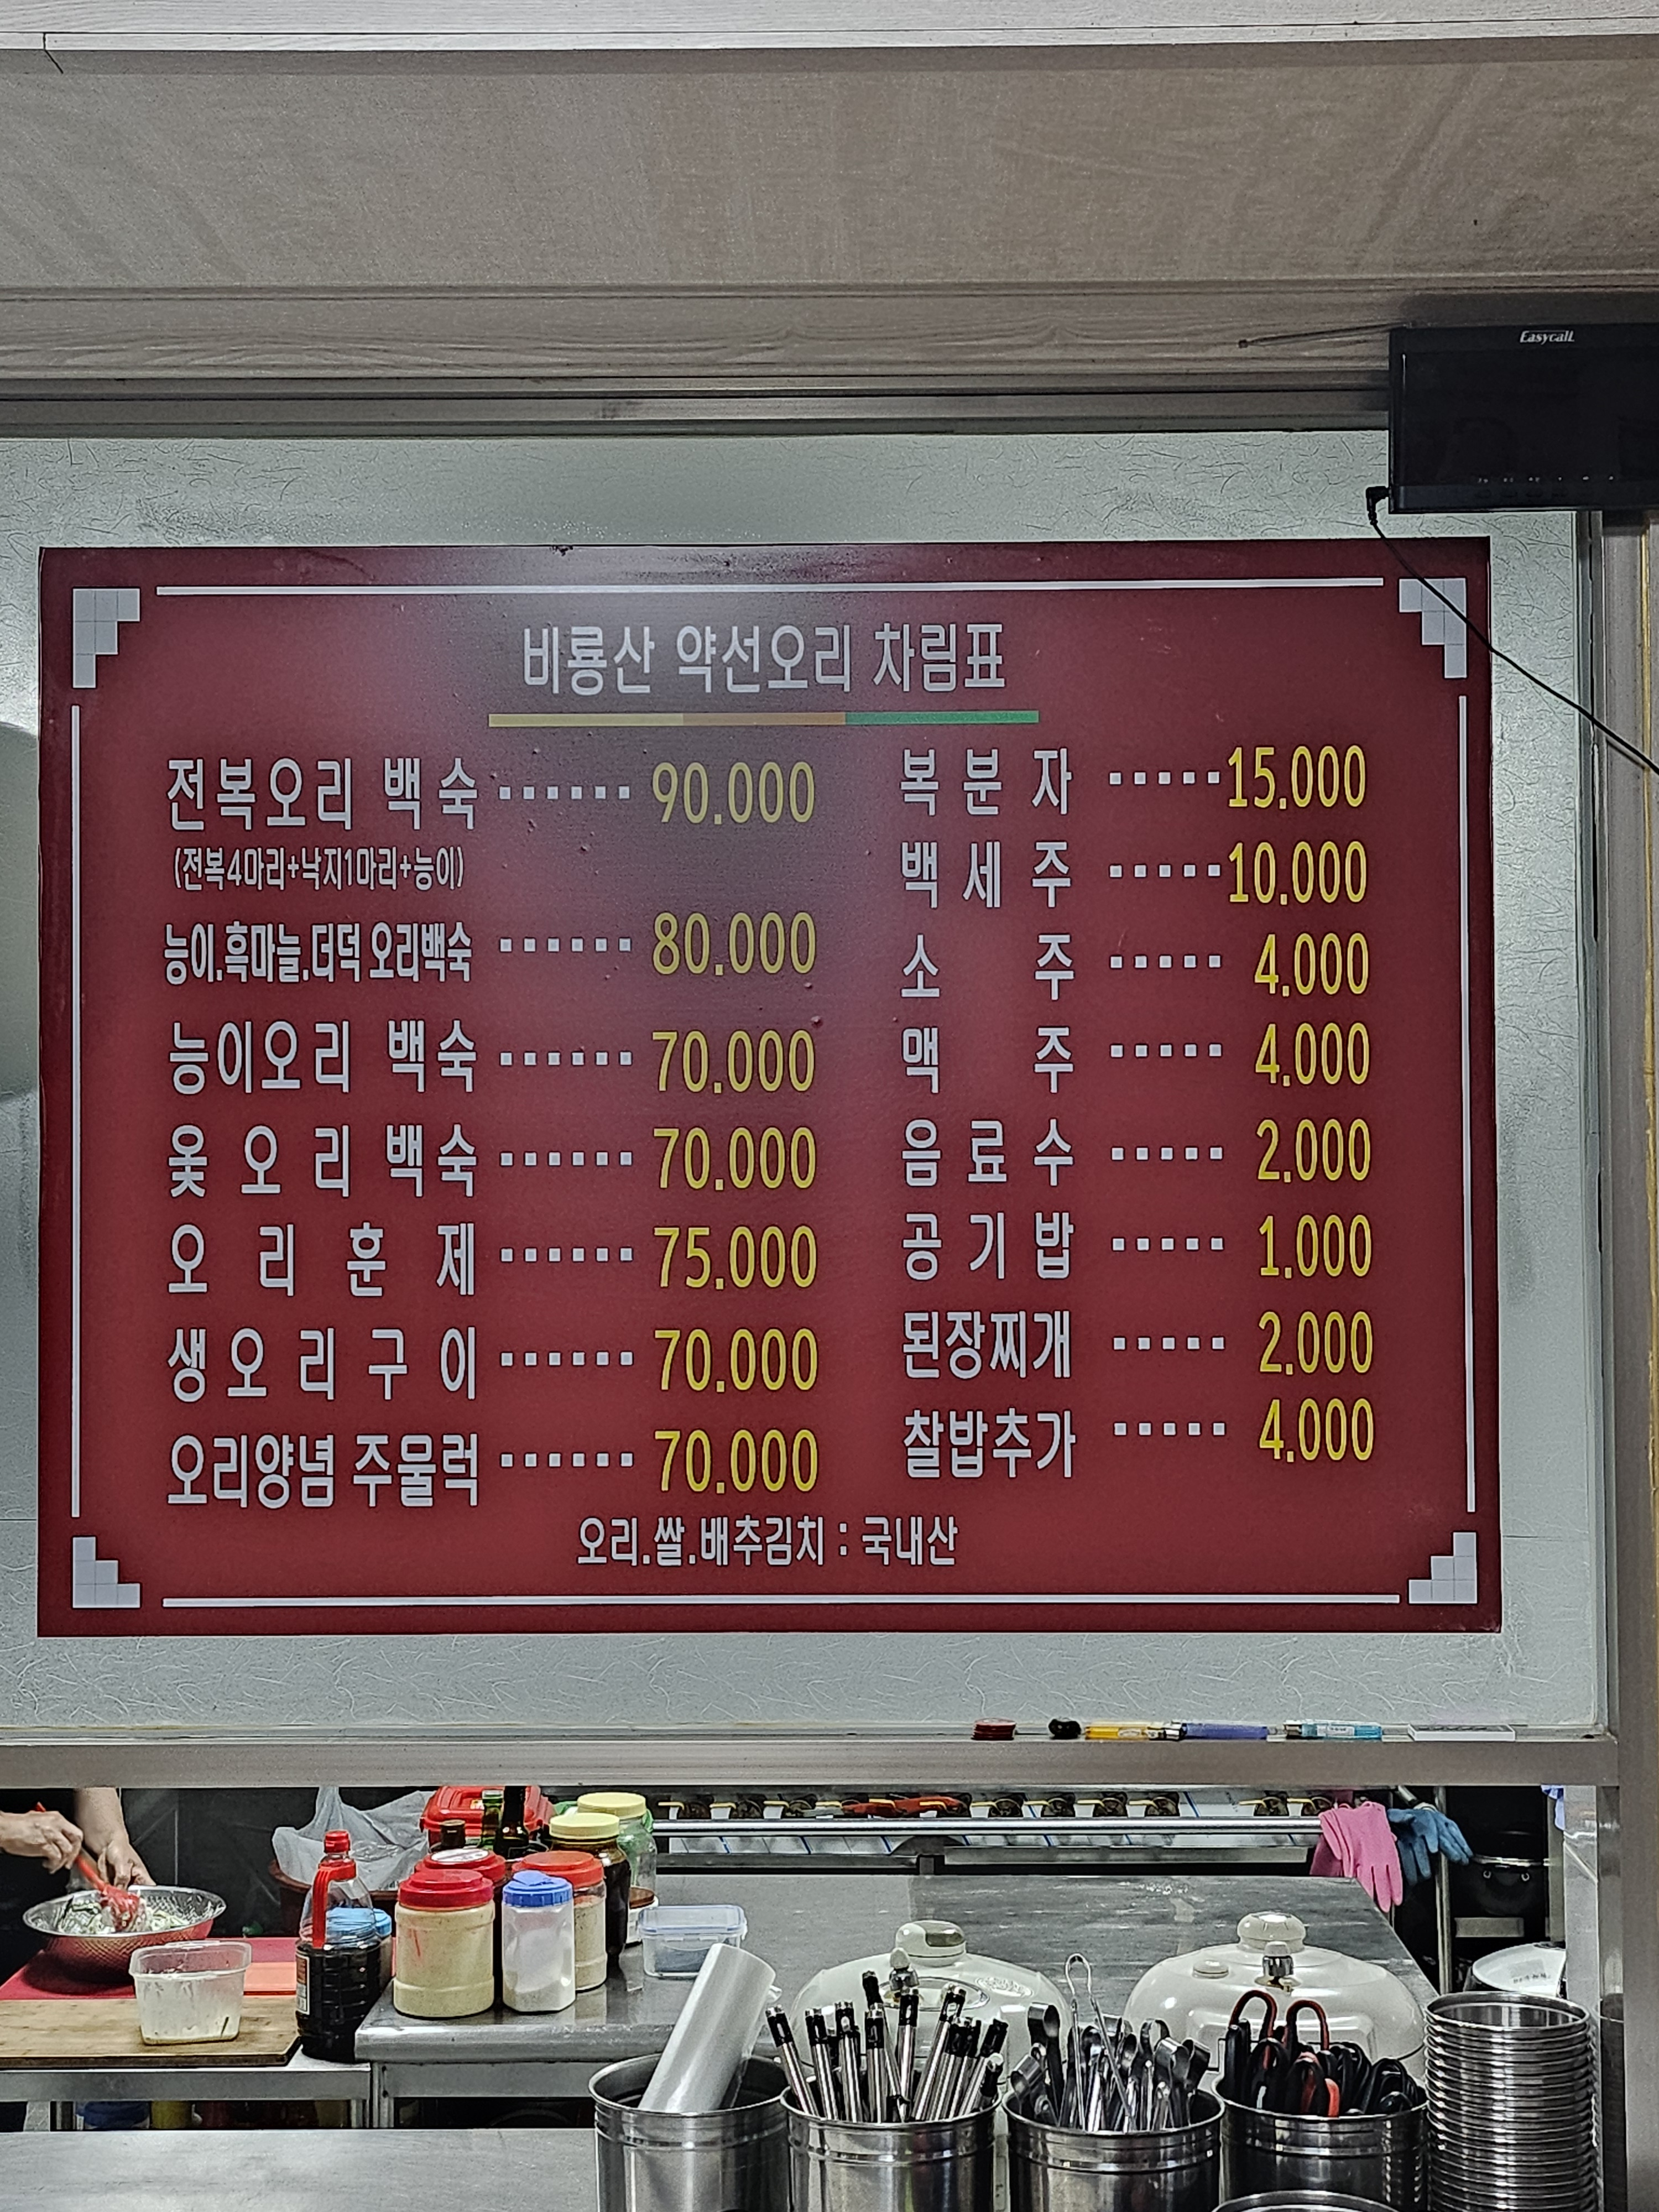 Easycall
비룡산 약선오리 차림표
전복오리 백숙 ...... 90.000
(전복4마리+낙지1마리+능이)
능이.흑마늘.더덕 오리백숙 ...... 80.000
능이오리 백숙 ...... 70.000
옻오리백숙 ...... 70.000
오리훈제 ...... 75.000
생오리구이 ...... 70.000
오리양념 주물럭 ...... 70.000
복분자 ..... 15.000
백세주 ..... 10.000
소주 ..... 4.000
맥주 ..... 4.000
음료수 ..... 2.000
공기밥 ..... 1.000
된장찌개 ..... 2.000
찰밥추가 ..... 4.000
오리.쌀.배추김치 : 국내산